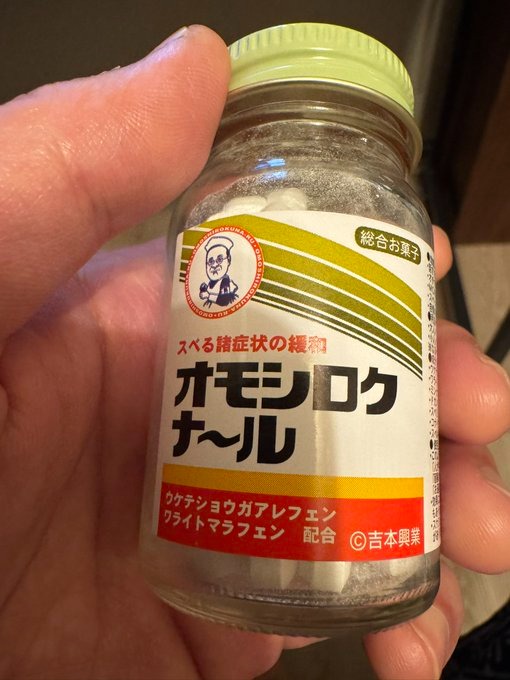 総合お菓子
OMOSHIROKUNA~RU
スベる諸症状の緩和
オモシロク
ナ〜ル
ウケテショウガアレフェン
ワライトマラフェン 配合
©吉本興業